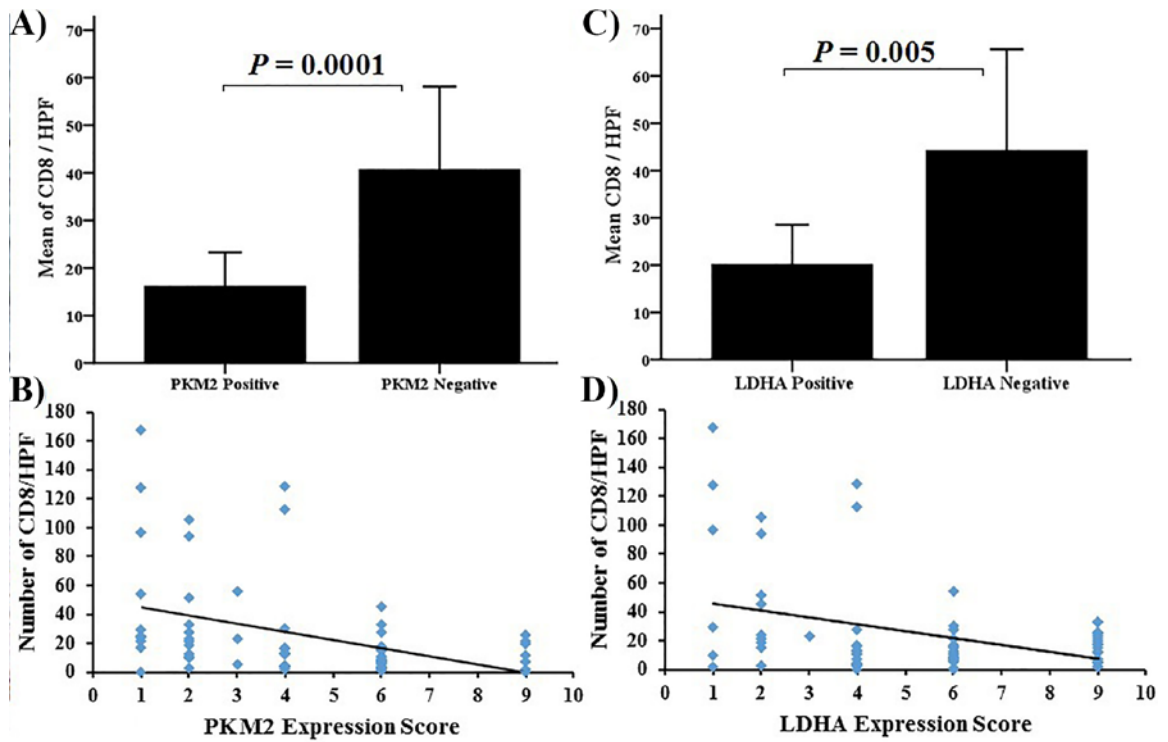 A)
70
60
50
40
30
20
10
0
Mean of CD8 / HPF
P = 0.0001
PKM2 Positive
PKM2 Negative
C)
70
60
50
40
30
20
10
0
Mean CD8 / HPF
P = 0.005
LDHA Positive
LDHA Negative
B)
180
160
140
120
100
80
60
40
20
0
Number of CD8/HPF
0 1 2 3 4 5 6 7 8 9 10
PKM2 Expression Score
D)
180
160
140
120
100
80
60
40
20
0
Number of CD8/HPF
0 1 2 3 4 5 6 7 8 9 10
LDHA Expression Score